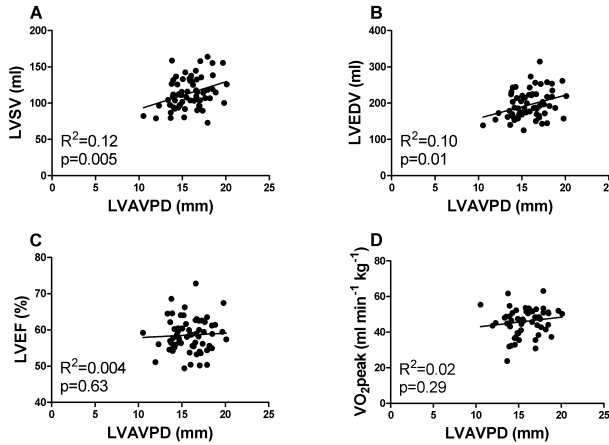 A
LVSV (ml)
200
150
100
50
0
R²=0.12
p=0.005
0 5 10 15 20 25
LVAVPD (mm)
B
LVEDV (ml)
400
300
200
100
0
R²=0.10
p=0.01
0 5 10 15 20 25
LVAVPD (mm)
C
LVEF (%)
80
70
60
50
40
R²=0.004
p=0.63
0 5 10 15 20 25
LVAVPD (mm)
D
VO₂peak (ml min⁻¹ kg⁻¹)
80
60
40
20
0
R²=0.02
p=0.29
0 5 10 15 20 25
LVAVPD (mm)